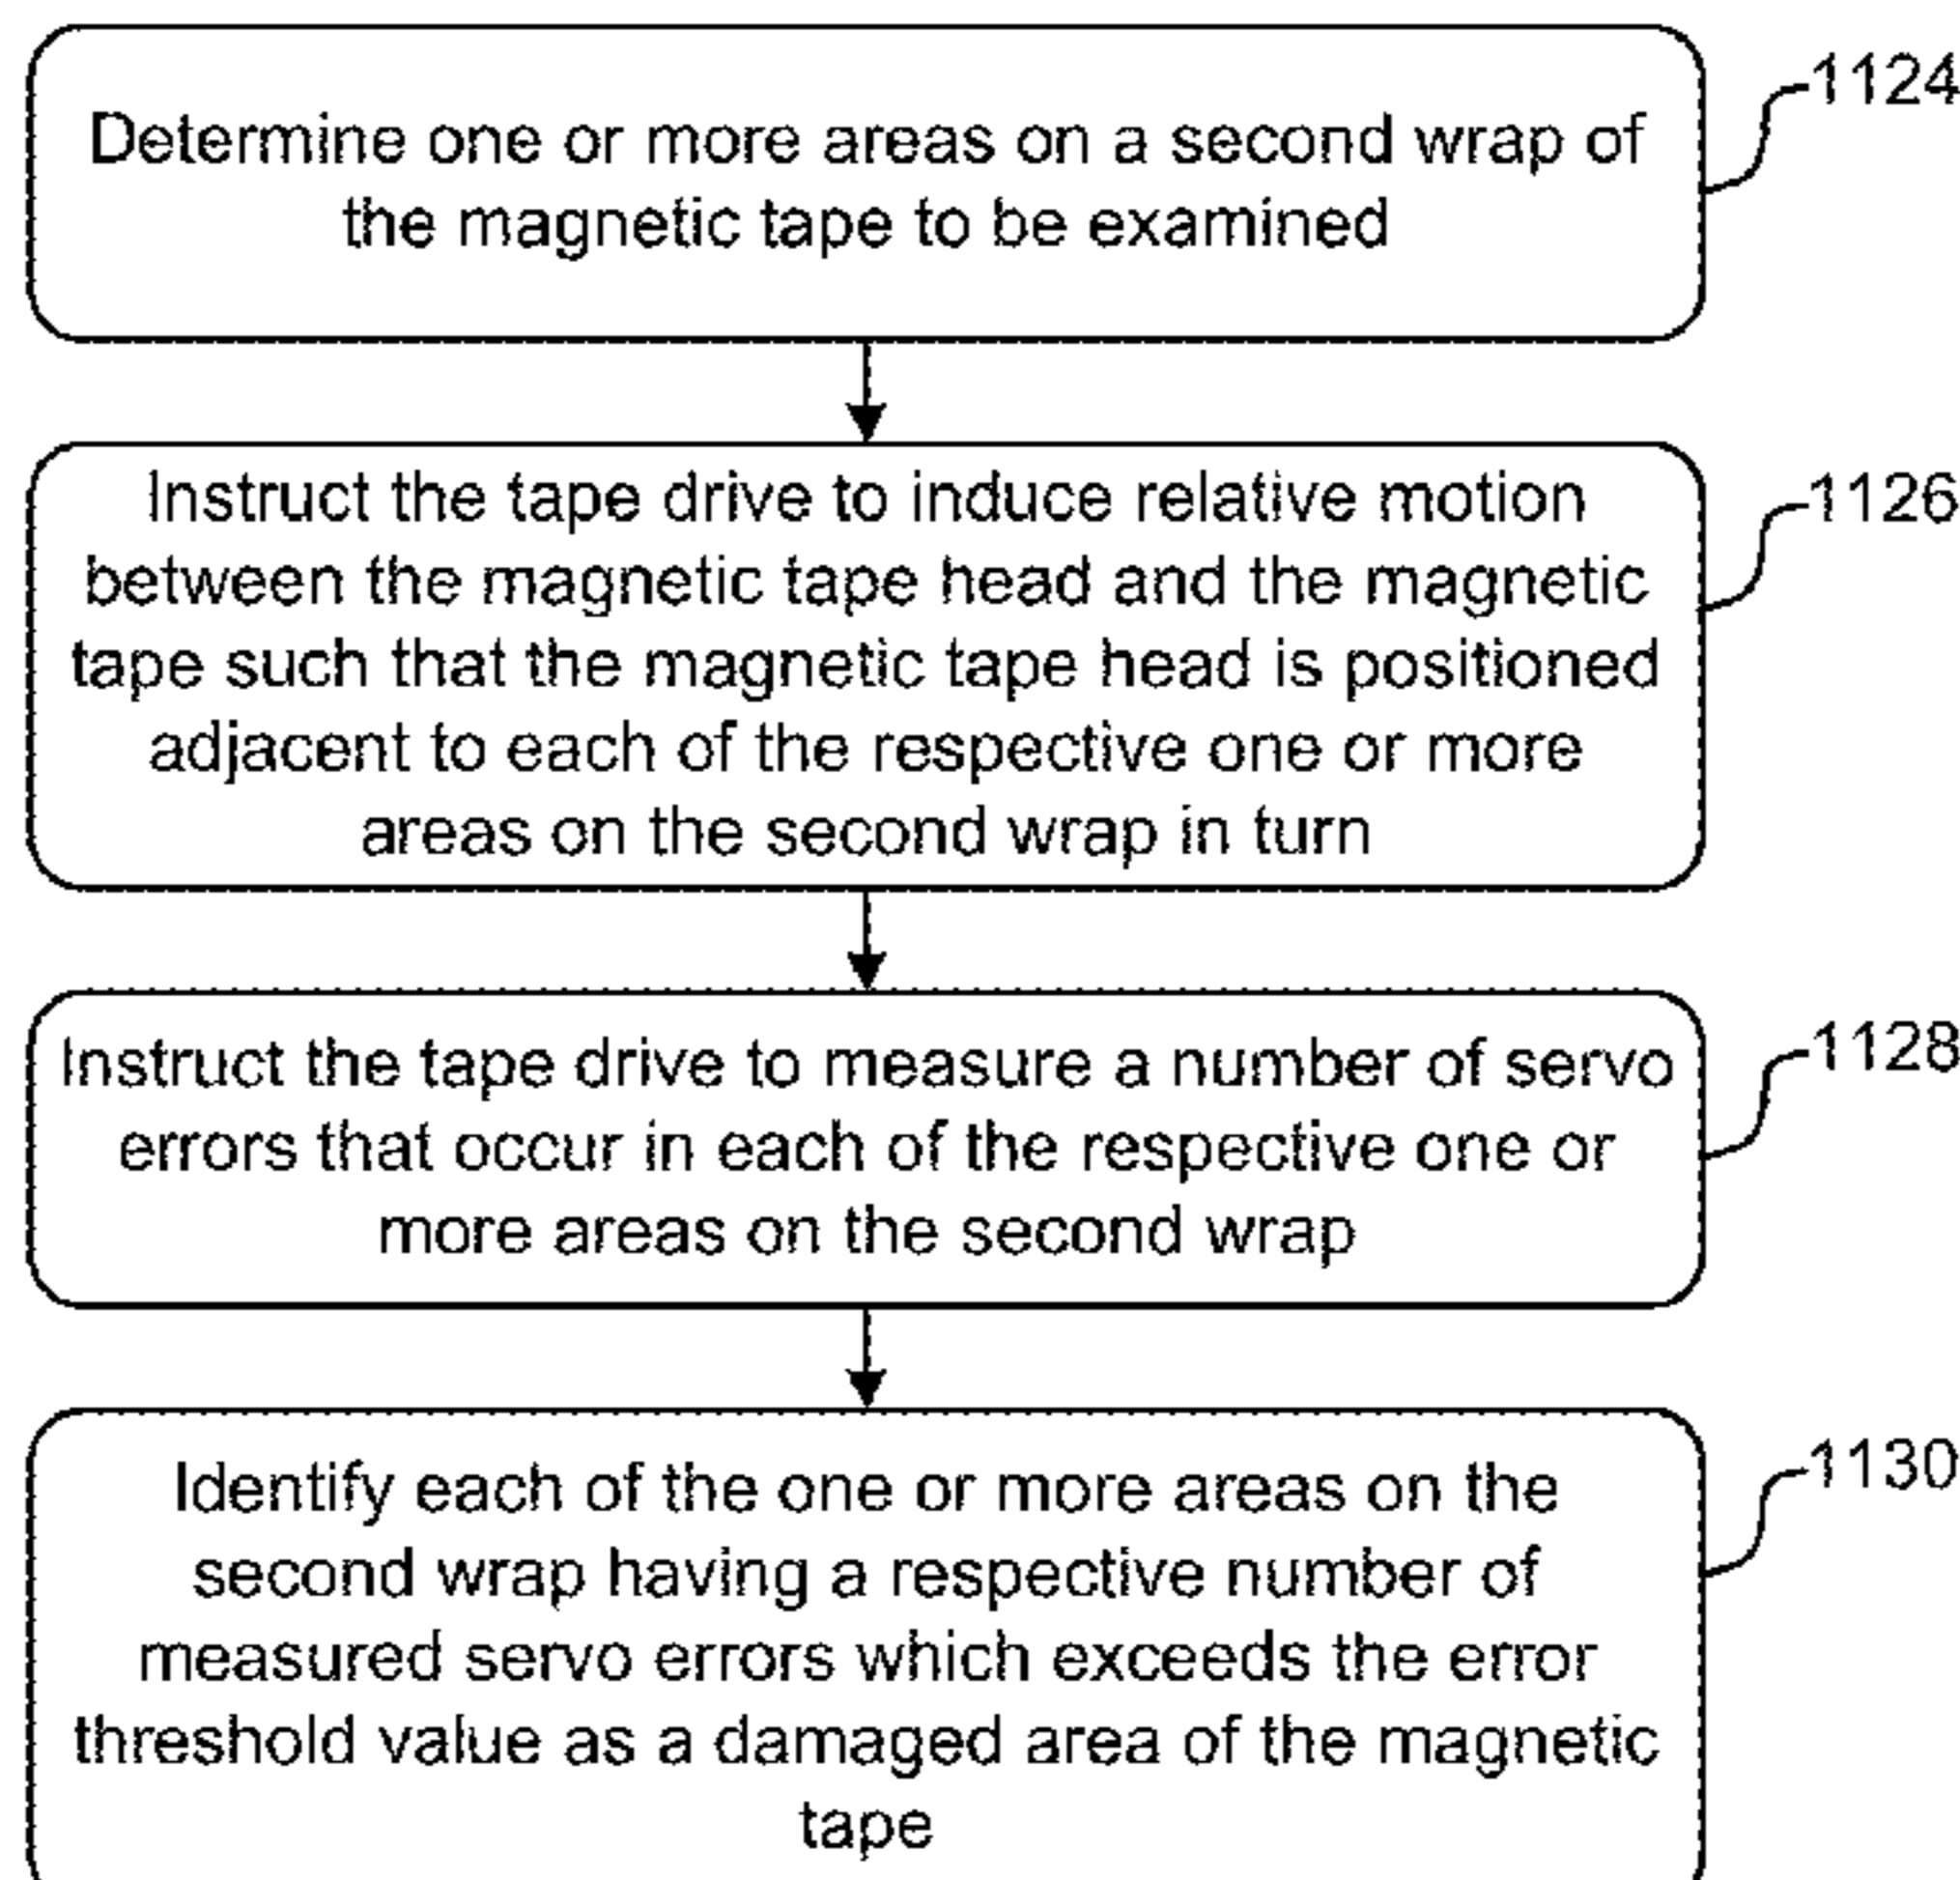 Determine one or more areas on a second wrap of
the magnetic tape to be examined
1124
Instruct the tape drive to induce relative motion
between the magnetic tape head and the magnetic
tape such that the magnetic tape head is positioned
adjacent to each of the respective one or more
areas on the second wrap in turn
1126
Instruct the tape drive to measure a number of servo
errors that occur in each of the respective one or
more areas on the second wrap
1128
Identify each of the one or more areas on the
second wrap having a respective number of
measured servo errors which exceeds the error
threshold value as a damaged area of the magnetic
tape
1130